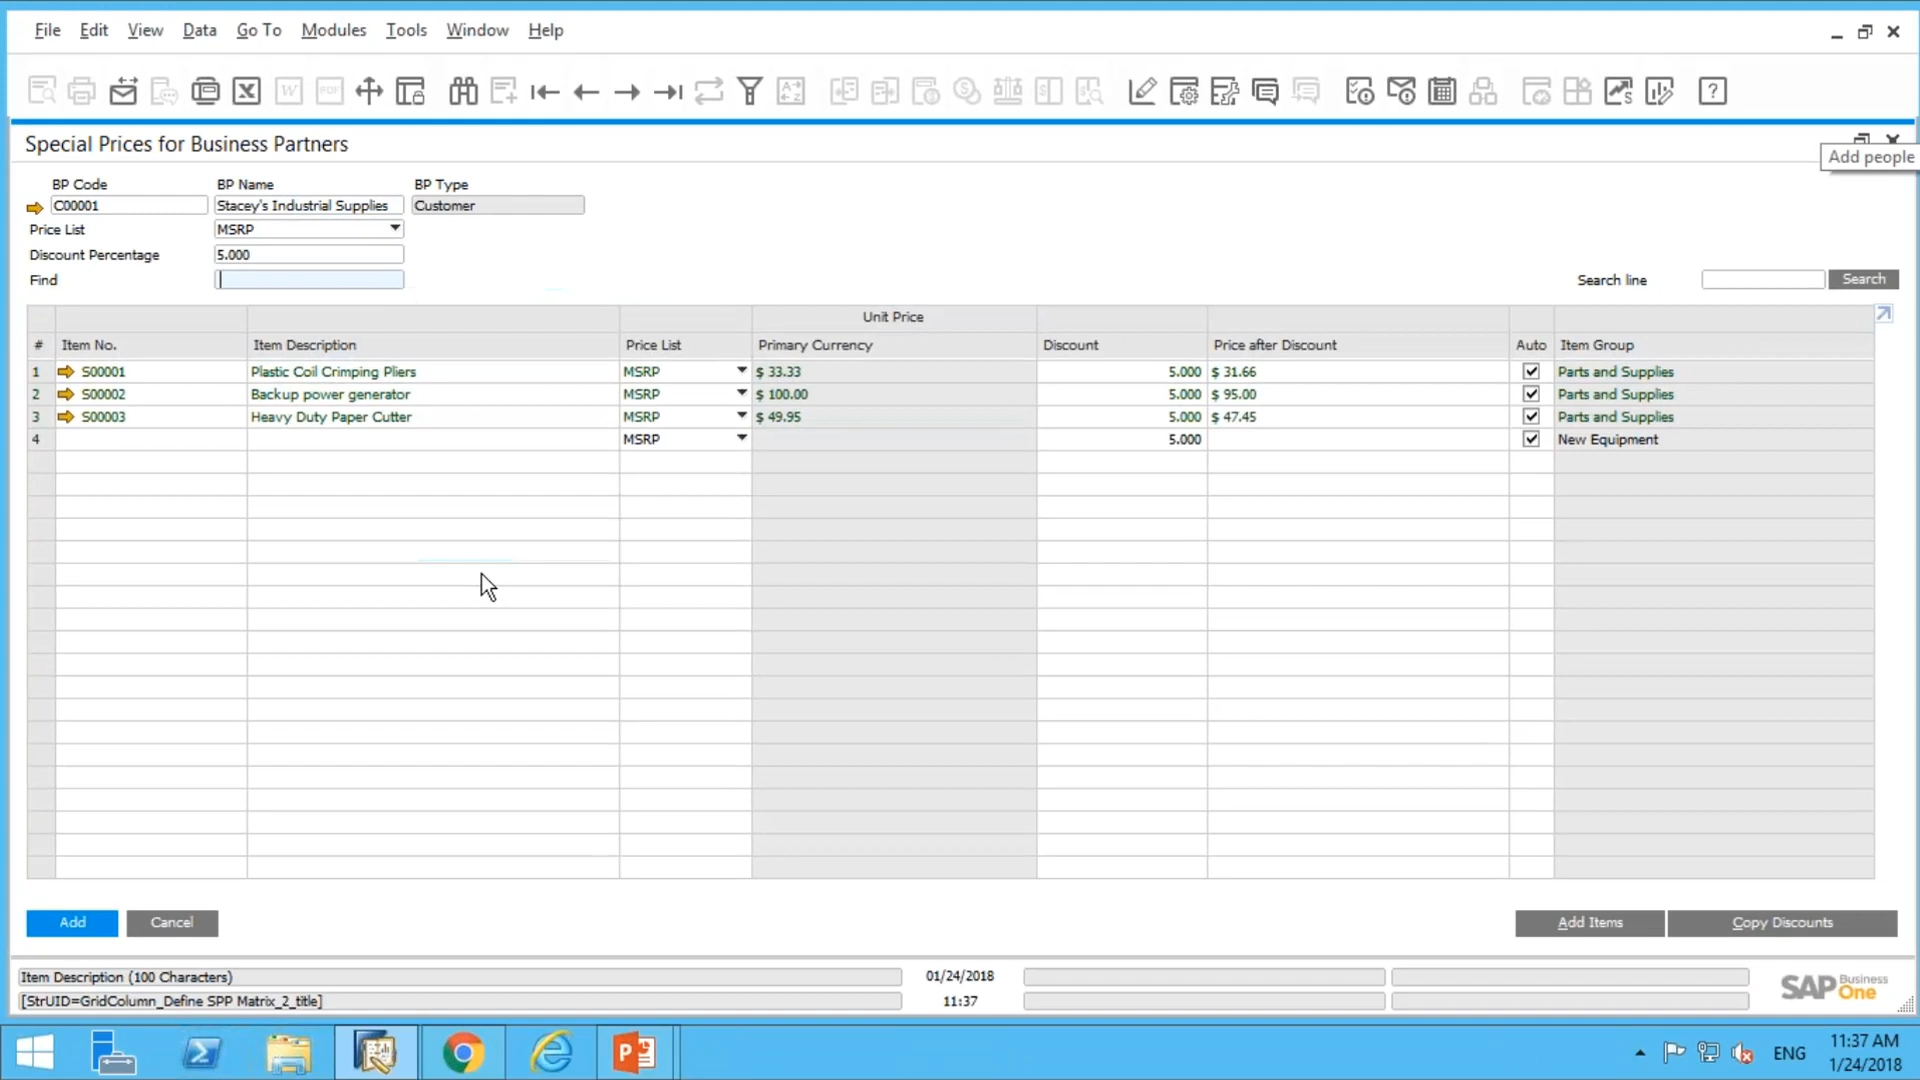 File Edit View Data Go To Modules Tools Window Help
Special Prices for Business Partners
Add people
BP Code BP Name BP Type
C00001 Stacey's Industrial Supplies Customer
Price List MSRP
Discount Percentage 5.000
Find Search line Search
Unit Price
# Item No. Item Description Price List Primary Currency Discount Price after Discount Auto Item Group
1 S00001 Plastic Coil Crimping Pliers MSRP $ 33.33 5.000 $ 31.66 Parts and Supplies
2 S00002 Backup power generator MSRP $ 100.00 5.000 $ 95.00 Parts and Supplies
3 S00003 Heavy Duty Paper Cutter MSRP $ 49.95 5.000 $ 47.45 Parts and Supplies
4 MSRP 5.000 New Equipment
Add Cancel Add Items Copy Discounts
Item Description (100 Characters) 01/24/2018
[StrUID=GridColumn_Define SPP Matrix_2_title] 11:37
SAP Business One
ENG 11:37 AM
1/24/2018